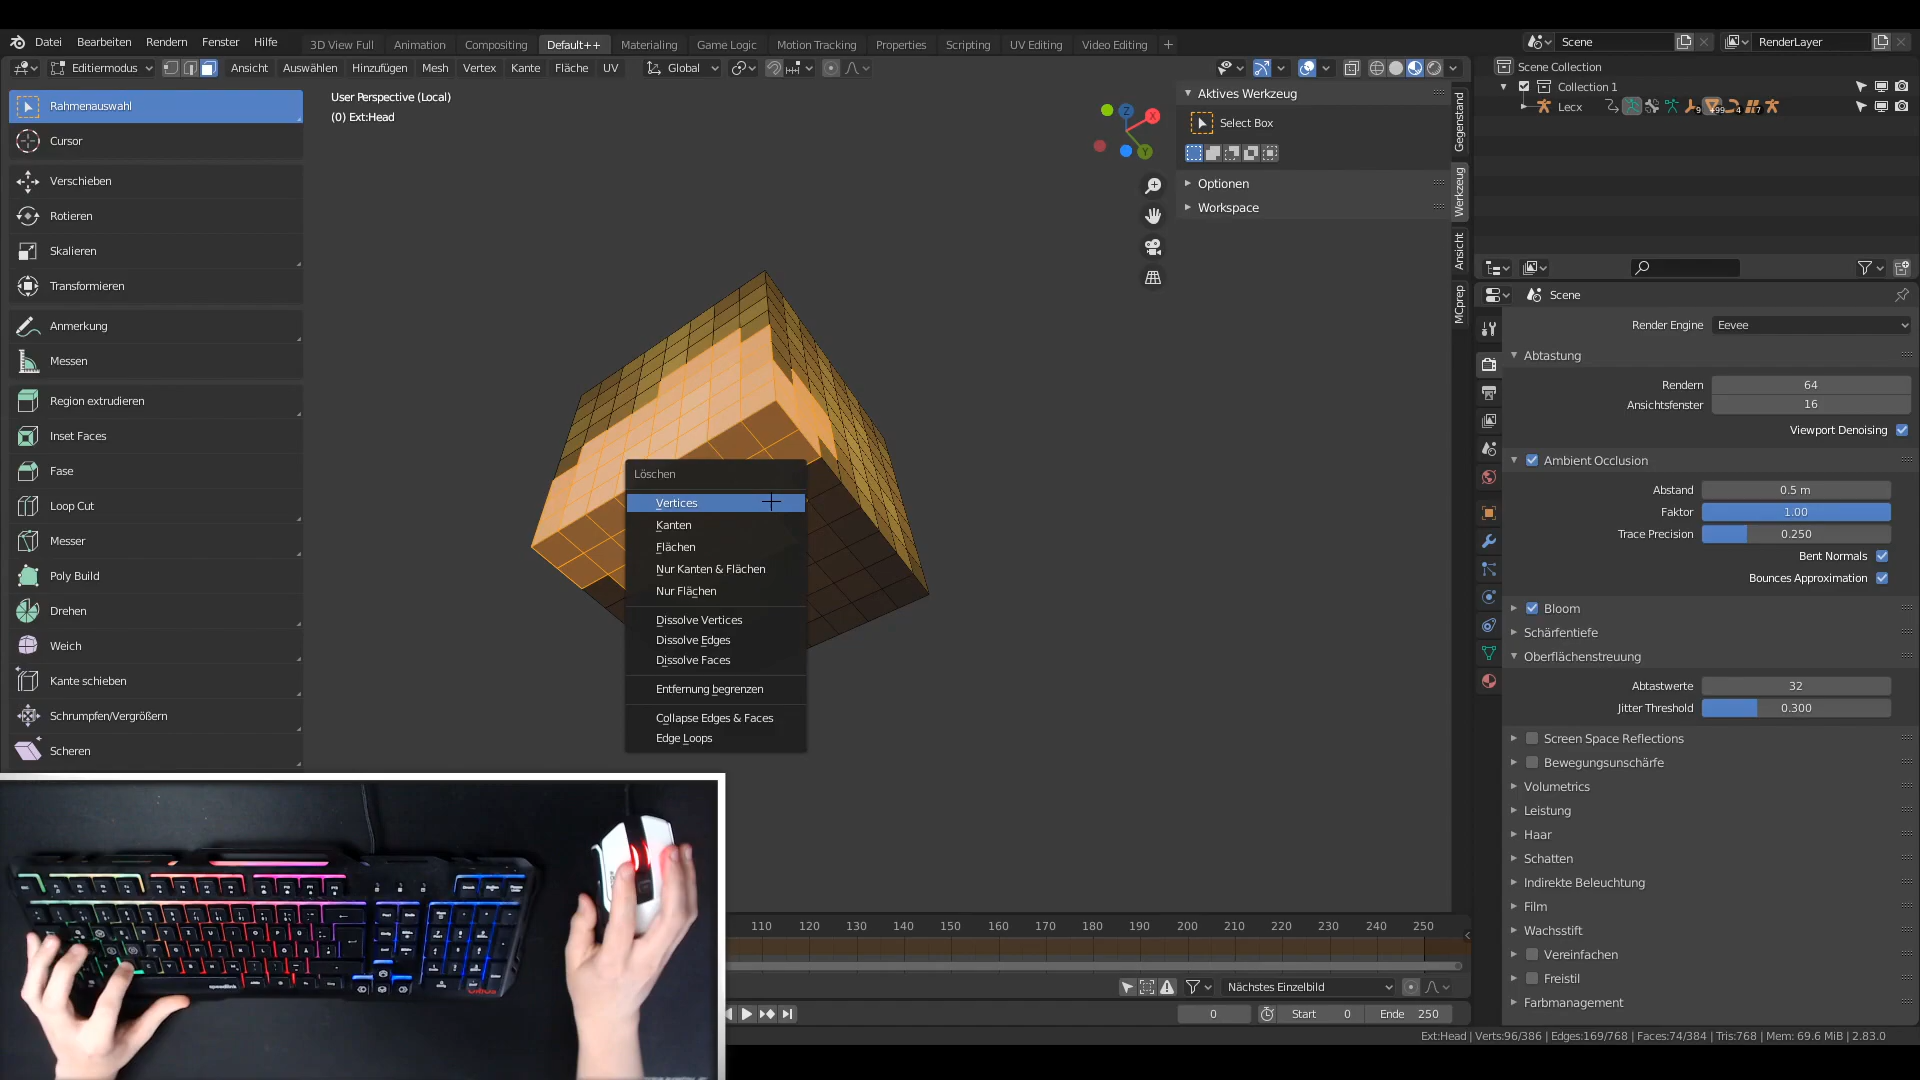 Datei Bearbeiten Rendern Fenster Hilfe 3D View Full Animation Compositing Default++ Materialing Game Logic Motion Tracking Properties Scripting UV Editing Video Editing + Scene RenderLayer
Editiermodus Ansicht Auswählen Hinzufügen Mesh Vertex Kante Fläche UV Global
Rahmenauswahl
Cursor
Verschieben
Rotieren
Skalieren
Transformieren
Anmerkung
Messen
Region extrudieren
Inset Faces
Fase
Loop Cut
Messer
Poly Build
Drehen
Weich
Kante schieben
Schrumpfen/Vergrößern
Scheren
User Perspective (Local)
(0) Ext:Head
Z
X
Y
Löschen
Vertices
Kanten
Flächen
Nur Kanten & Flächen
Nur Flächen
Dissolve Vertices
Dissolve Edges
Dissolve Faces
Entfernung begrenzen
Collapse Edges & Faces
Edge Loops
Aktives Werkzeug
Select Box
Optionen
Workspace
Gegenstand
Werkzeug
Ansicht
MCprep
Scene Collection
Collection 1
Lecx
Scene
Render Engine Eevee
Abtastung
Rendern 64
Ansichtsfenster 16
Viewport Denoising
Ambient Occlusion
Abstand 0.5 m
Faktor 1.00
Trace Precision 0.250
Bent Normals
Bounces Approximation
Bloom
Schärfentiefe
Oberflächenstreuung
Abtastwerte 32
Jitter Threshold 0.300
Screen Space Reflections
Bewegungsunschärfe
Volumetrics
Leistung
Haar
Schatten
Indirekte Beleuchtung
Film
Wachsstift
Vereinfachen
Freistil
Farbmanagement
110 120 130 140 150 160 170 180 190 200 210 220 230 240 250
Nächstes Einzelbild
0 Start 0 Ende 250
Ext:Head | Verts:96/386 | Edges:169/768 | Faces:74/384 | Tris:768 | Mem: 69.6 MiB | 2.83.0
speedlink